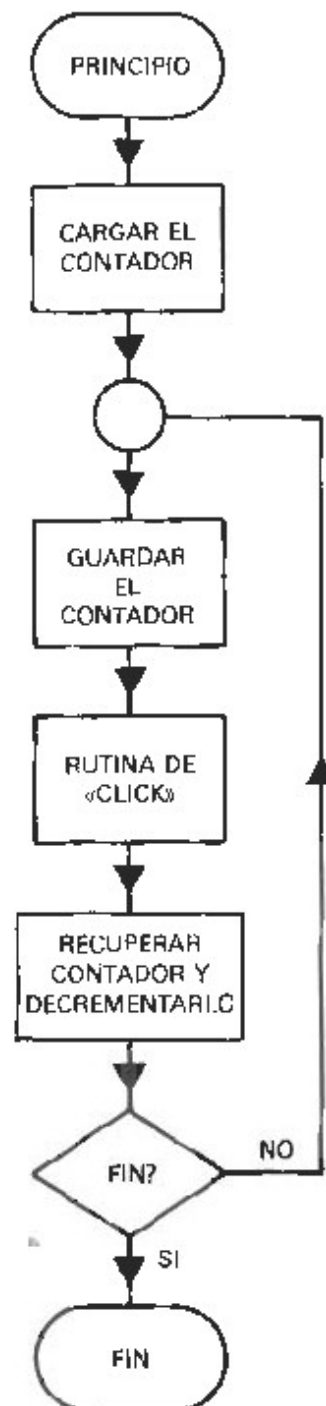 PRINCIPIO
CARGAR EL
CONTADOR
GUARDAR
EL
CONTADOR
RUTINA DE
«CLICK»
RECUPERAR
CONTADOR Y
DECREMENTARLO
FIN?
NO
SI
FIN